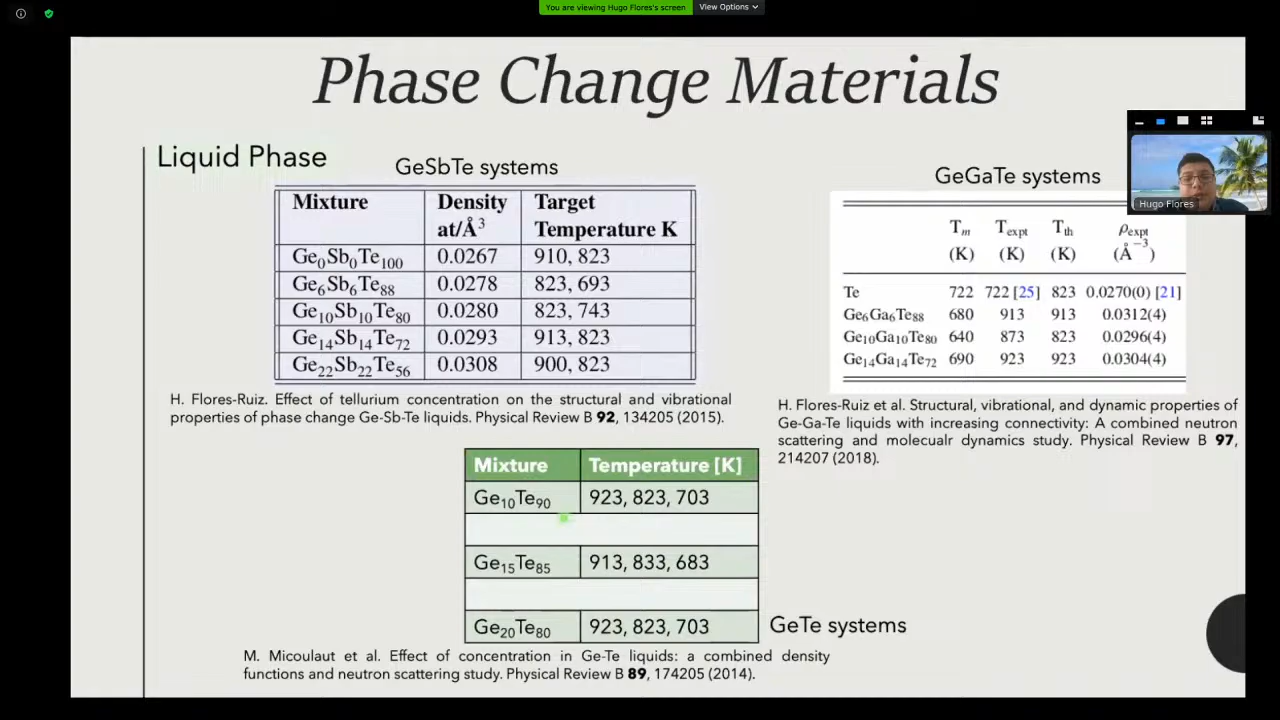 You are viewing Hugo Flores's screen View Options
Phase Change Materials
Liquid Phase
GeSbTe systems
Mixture Density at/Å³ Target Temperature K
Ge₀Sb₀Te₁₀₀ 0.0267 910, 823
Ge₆Sb₆Te₈₈ 0.0278 823, 693
Ge₁₀Sb₁₀Te₈₀ 0.0280 823, 743
Ge₁₄Sb₁₄Te₇₂ 0.0293 913, 823
Ge₂₂Sb₂₂Te₅₆ 0.0308 900, 823
H. Flores-Ruiz. Effect of tellurium concentration on the structural and vibrational
properties of phase change Ge-Sb-Te liquids. Physical Review B 92, 134205 (2015).
GeGaTe systems
Hugo Flores
Tₘ Tₑₓₚₜ Tₜₕ ρₑₓₚₜ
(K) (K) (K) (Å⁻³)
Te 722 722 [25] 823 0.0270(0) [21]
Ge₆Ga₆Te₈₈ 680 913 913 0.0312(4)
Ge₁₀Ga₁₀Te₈₀ 640 873 823 0.0296(4)
Ge₁₄Ga₁₄Te₇₂ 690 923 923 0.0304(4)
H. Flores-Ruiz et al. Structural, vibrational, and dynamic properties of
Ge-Ga-Te liquids with increasing connectivity: A combined neutron
scattering and molecualr dynamics study. Physical Review B 97,
214207 (2018).
Mixture Temperature [K]
Ge₁₀Te₉₀ 923, 823, 703
Ge₁₅Te₈₅ 913, 833, 683
Ge₂₀Te₈₀ 923, 823, 703
GeTe systems
M. Micoulaut et al. Effect of concentration in Ge-Te liquids: a combined density
functions and neutron scattering study. Physical Review B 89, 174205 (2014).